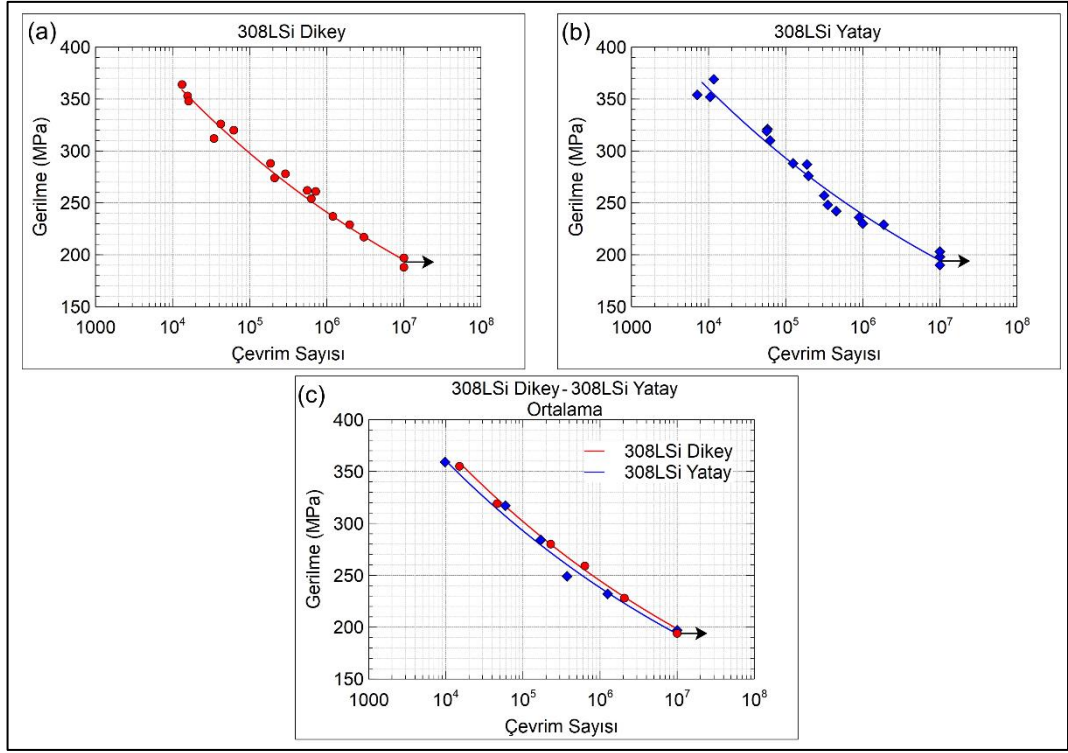 (a)
308LSi Dikey
400
350
300
250
200
150
Gerilme (MPa)
1000 10⁴ 10⁵ 10⁶ 10⁷ 10⁸
Çevrim Sayısı
(b)
308LSi Yatay
400
350
300
250
200
150
Gerilme (MPa)
1000 10⁴ 10⁵ 10⁶ 10⁷ 10⁸
Çevrim Sayısı
(c)
308LSi Dikey - 308LSi Yatay
Ortalama
400
350
300
250
200
150
Gerilme (MPa)
308LSi Dikey
308LSi Yatay
1000 10⁴ 10⁵ 10⁶ 10⁷ 10⁸
Çevrim Sayısı